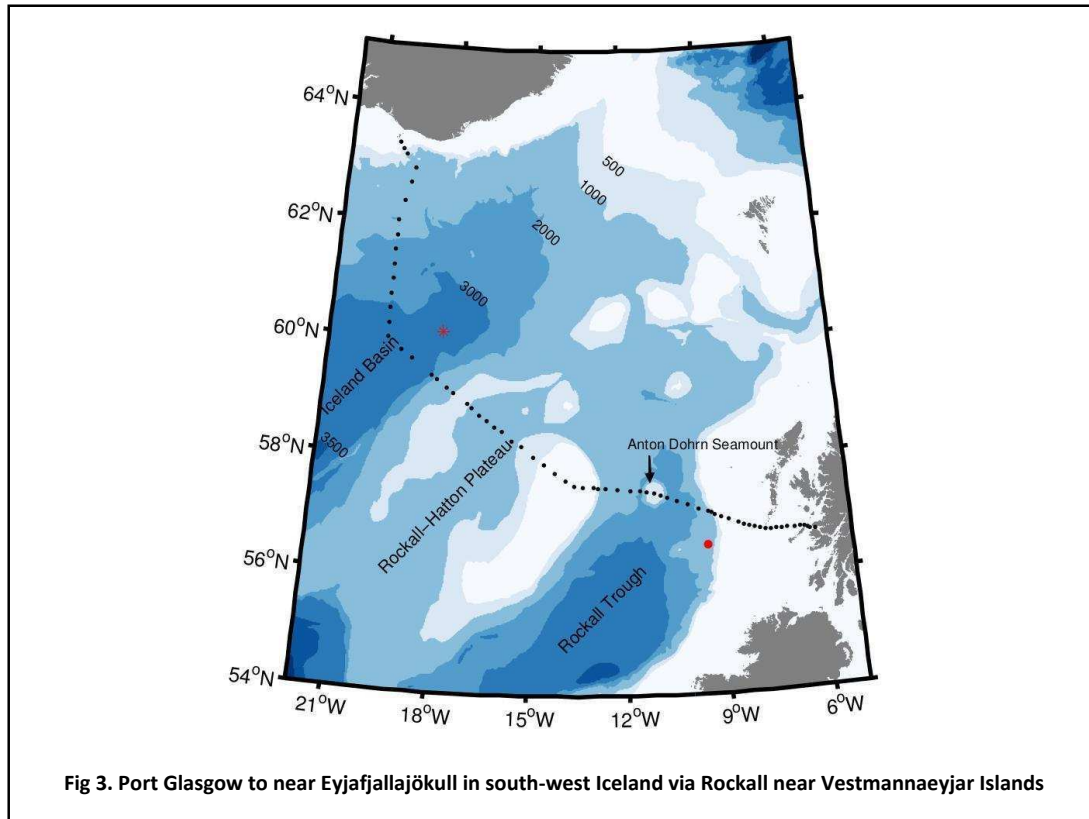 64°N
62°N
60°N
58°N
56°N
54°N
21°W
18°W
15°W
12°W
9°W
6°W
500
1000
2000
3000
3500
Iceland Basin
Rockall–Hatton Plateau
Anton Dohrn Seamount
Rockall Trough
Fig 3. Port Glasgow to near Eyjafjallajökull in south-west Iceland via Rockall near Vestmannaeyjar Islands